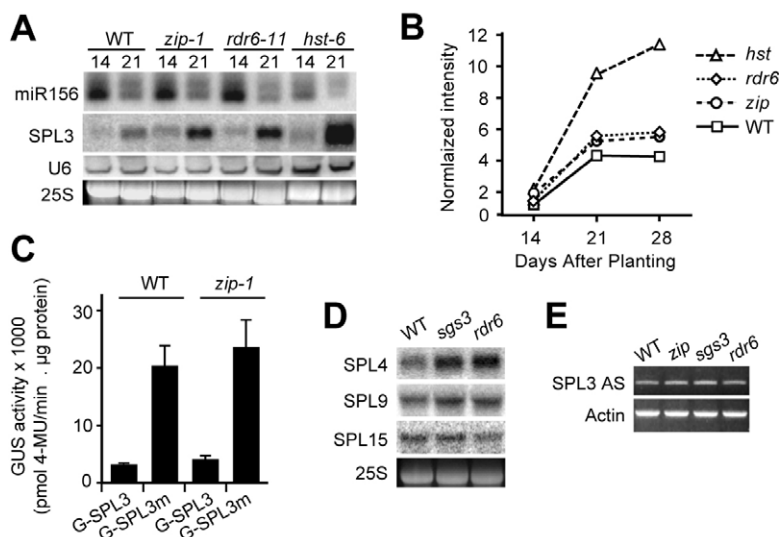 A
WT zip-1 rdr6-11 hst-6
14 21 14 21 14 21 14 21
miR156
SPL3
U6
25S
B
Normlaized intensity
12
10
8
6
4
2
0
14 21 28
Days After Planting
hst
rdr6
zip
WT
C
WT zip-1
GUS activity x 1000
(pmol 4-MU/min . µg protein)
30
20
10
0
G-SPL3
G-SPL3m
G-SPL3
G-SPL3m
D
WT sgs3 rdr6
SPL4
SPL9
SPL15
25S
E
WT zip sgs3 rdr6
SPL3 AS
Actin